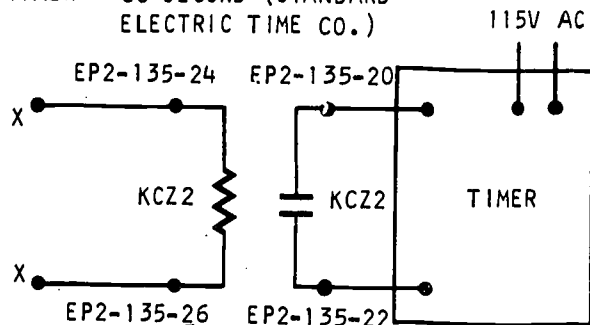 ELECTRIC TIME CO.)
115V AC
EP2-135-24
EP2-135-20
X
KCZ2
KCZ2
TIMER
X
EP2-135-26
EP2-135-22